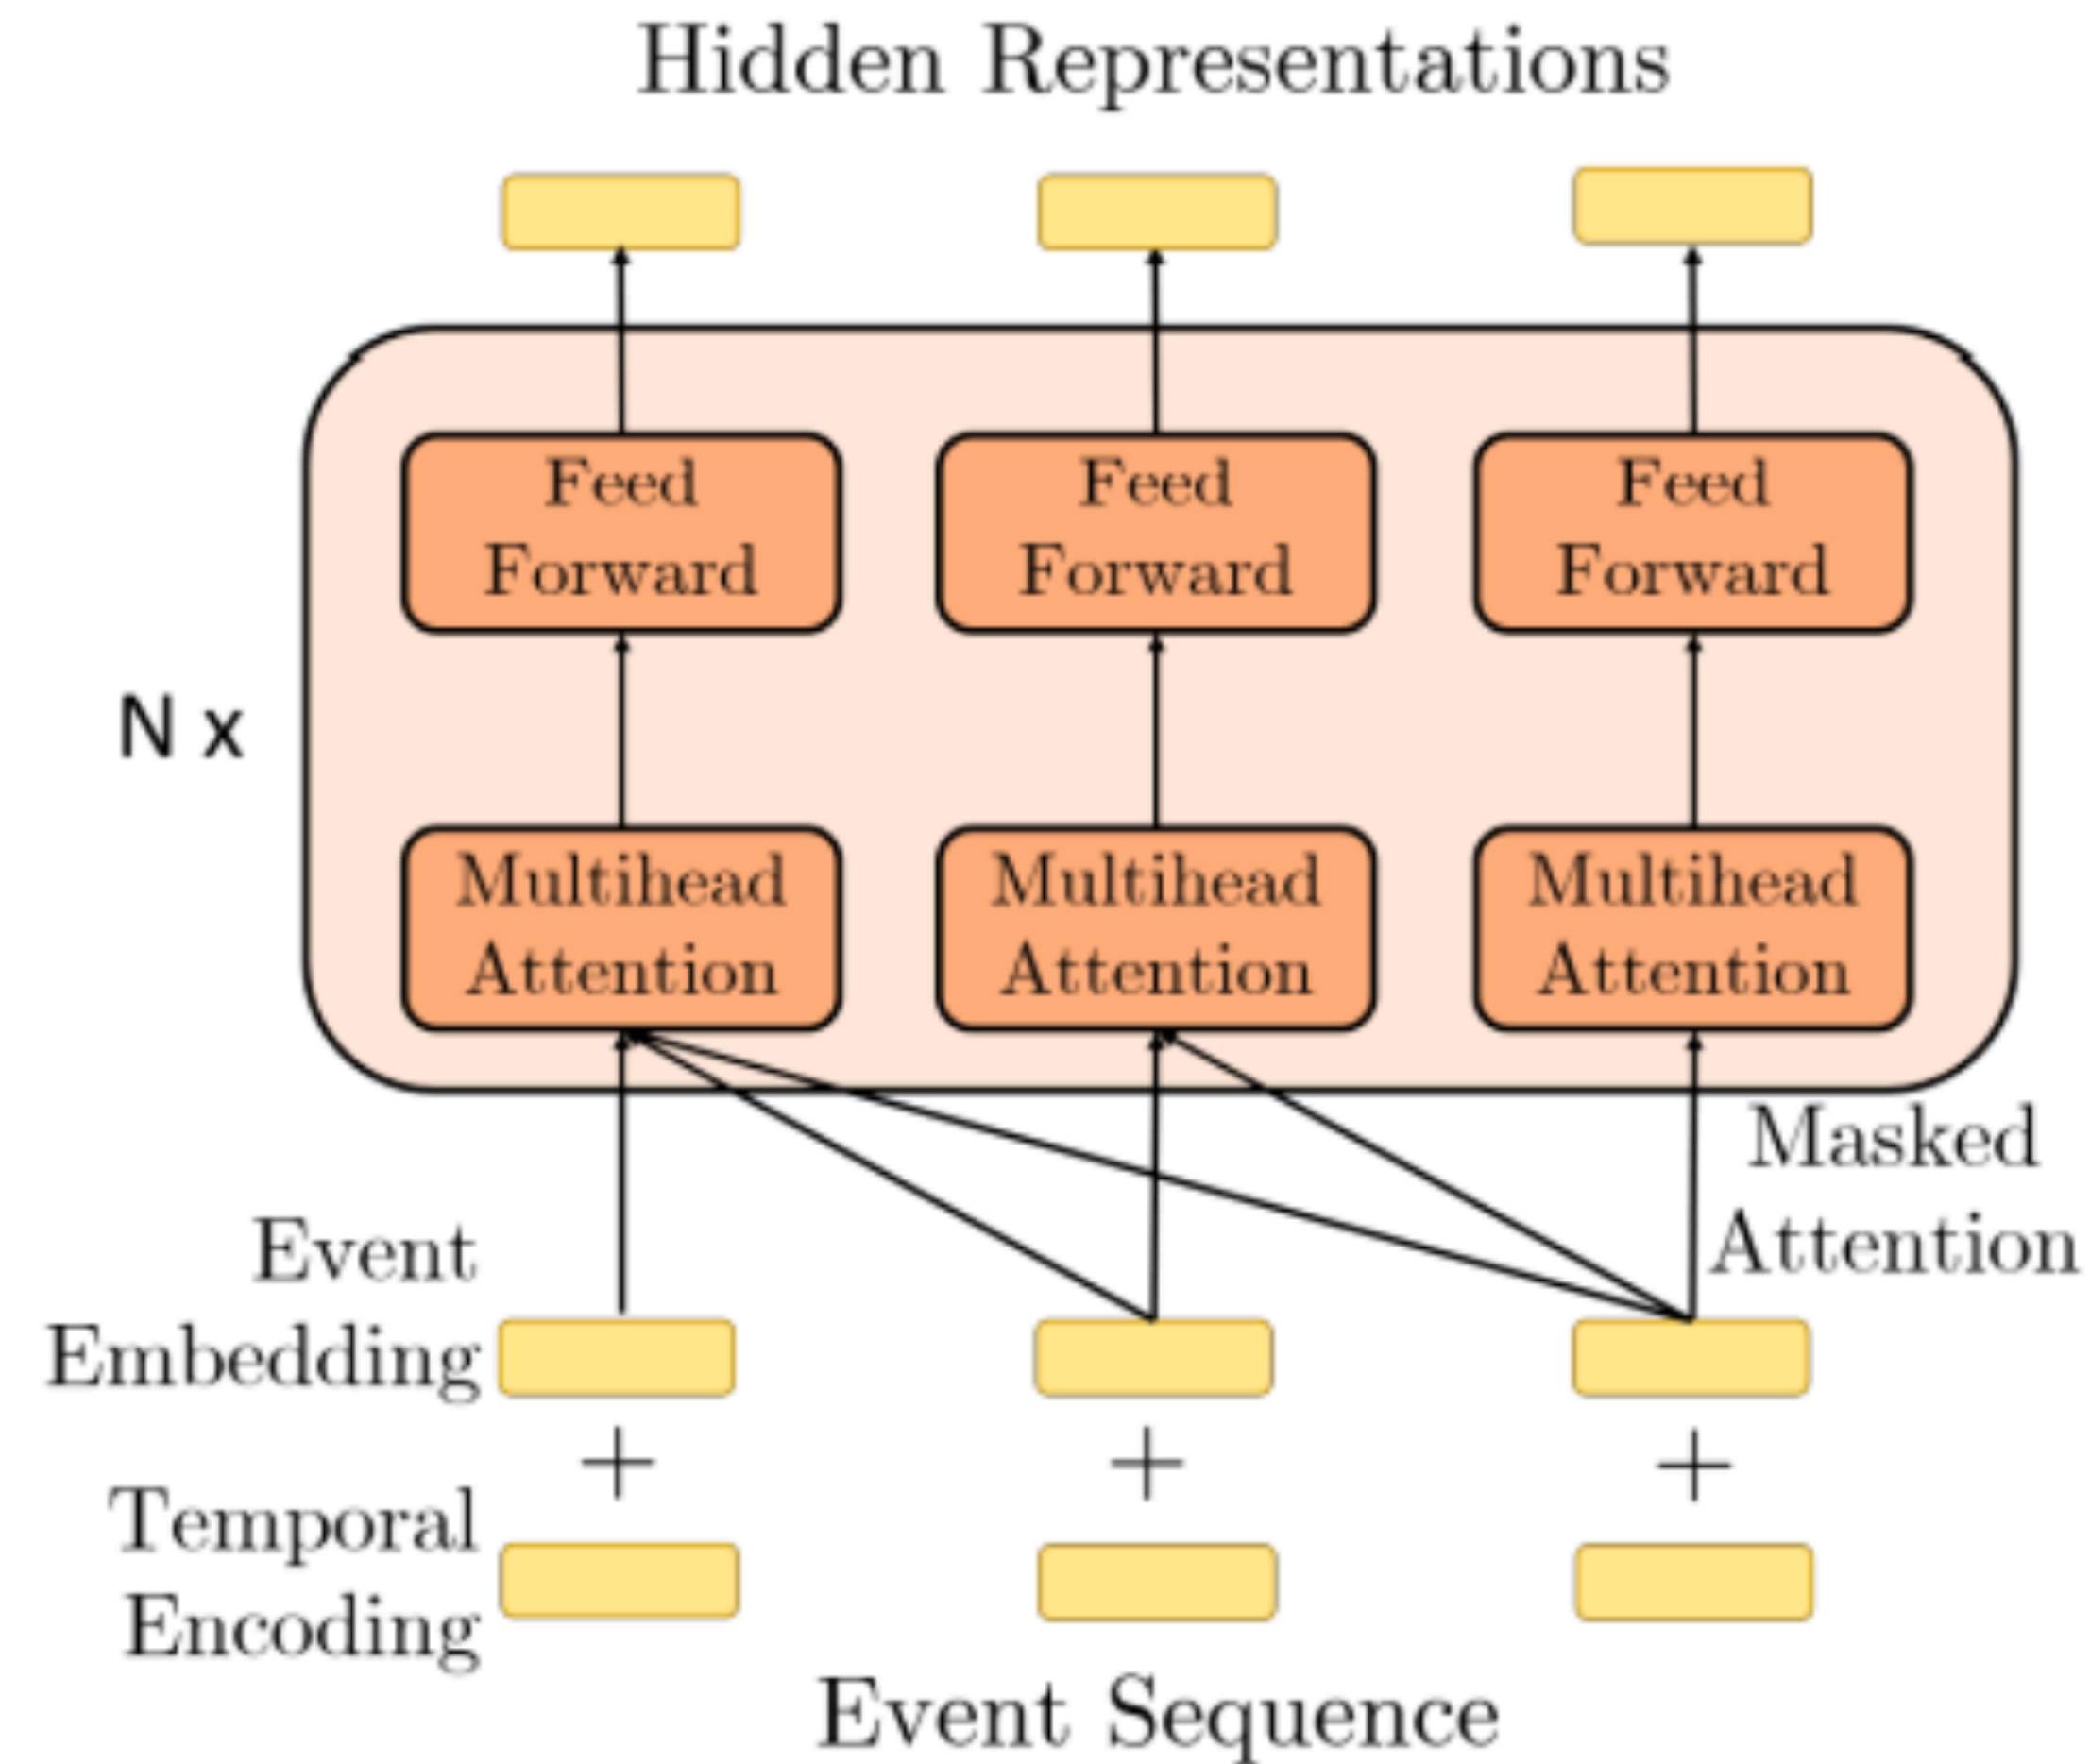 Hidden Representations
Feed
Forward
Feed
Forward
Feed
Forward
N x
Multihead
Attention
Multihead
Attention
Multihead
Attention
Masked
Attention
Event
Embedding
+
+
+
Temporal
Encoding
Event Sequence